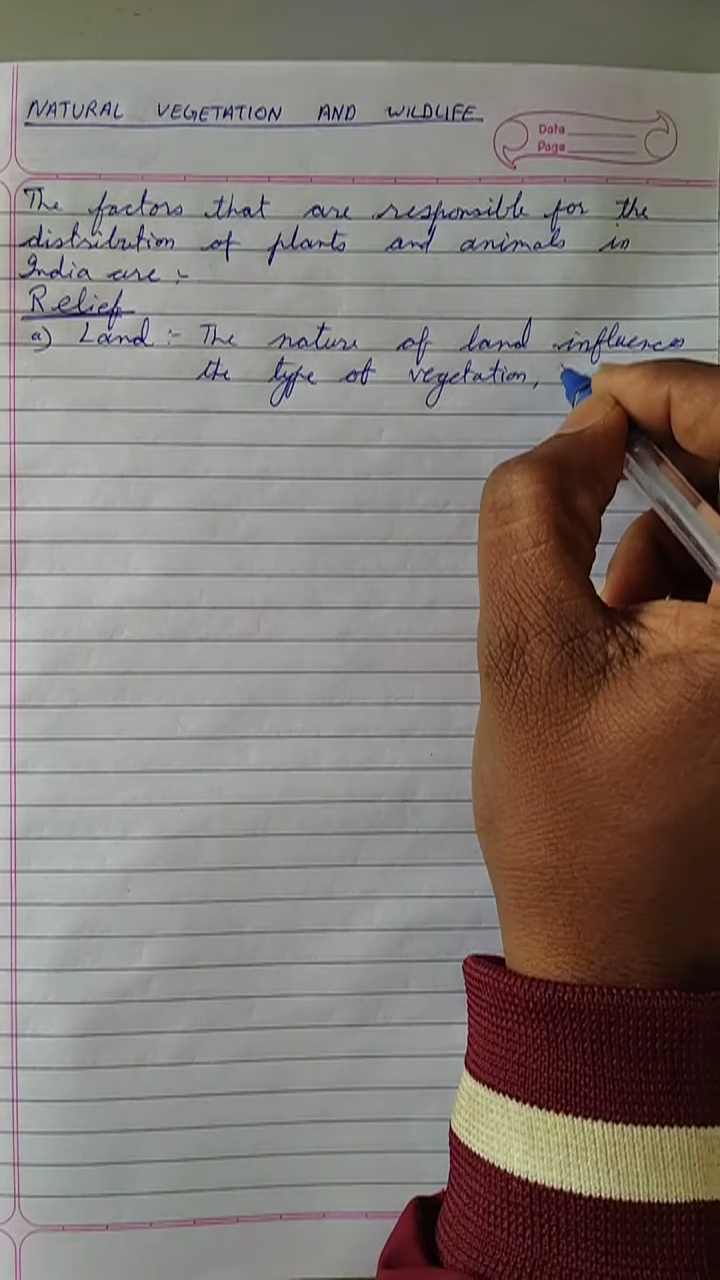 NATURAL VEGETATION AND WILDLIFE
Date
Page
The factors that are responsible for the
distribution of plants and animals in
India are :-
Relief
a) Land :- The nature of land influences
the type of vegetation,